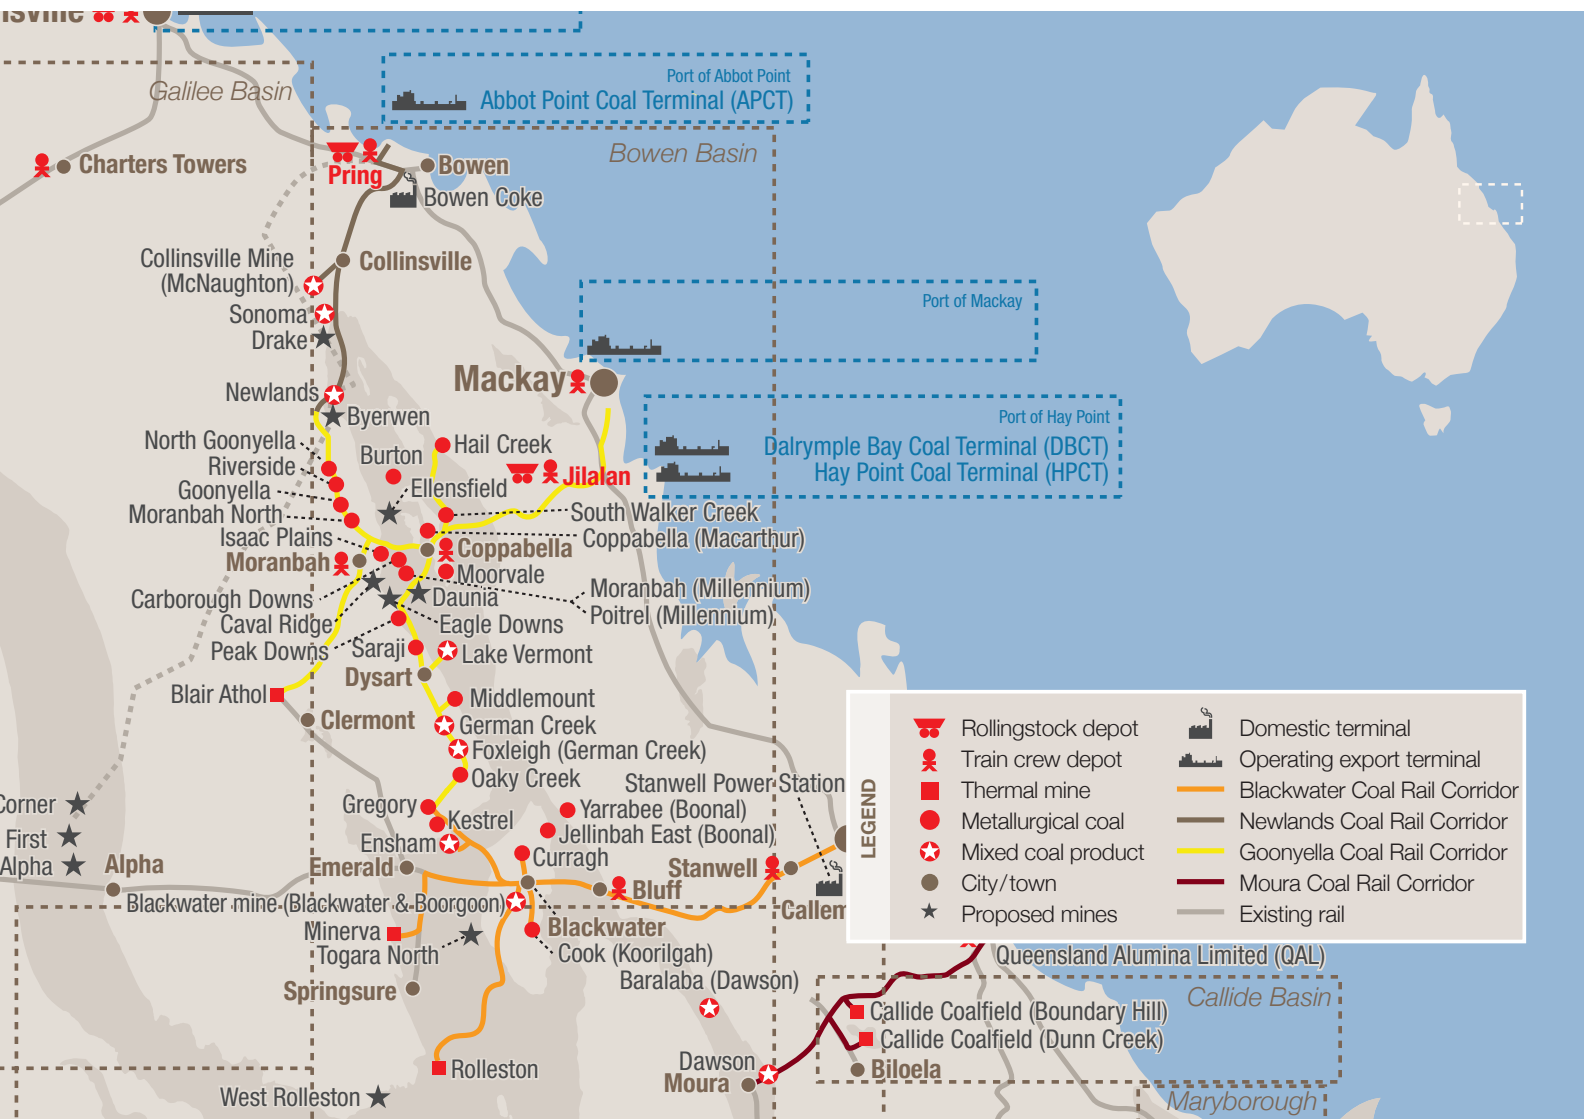 Galilee Basin
Port of Abbot Point
Abbot Point Coal Terminal (APCT)
Bowen Basin
Charters Towers
Pring
Bowen
Bowen Coke
Collinsville Mine
(McNaughton)
Collinsville
Sonoma
Drake
Port of Mackay
Mackay
Newlands
Byerwen
Port of Hay Point
Dalrymple Bay Coal Terminal (DBCT)
Hay Point Coal Terminal (HPCT)
North Goonyella
Hail Creek
Burton
Riverside
Jilalan
Goonyella
Ellensfield
Moranbah North
South Walker Creek
Isaac Plains
Coppabella (Macarthur)
Moranbah
Coppabella
Moorvale
Carborough Downs
Daunia
Moranbah (Millennium)
Poitrel (Millennium)
Caval Ridge
Eagle Downs
Peak Downs
Saraji
Lake Vermont
Dysart
Blair Athol
Middlemount
Clermont
German Creek
Foxleigh (German Creek)
Oaky Creek
Stanwell Power Station
Gregory
Kestrel
Yarrabee (Boonal)
Jellinbah East (Boonal)
Ensham
Curragh
Corner
First
Alpha
Alpha
Emerald
Stanwell
Bluff
Blackwater mine (Blackwater & Boorgoon)
Callem
Minerva
Blackwater
Togara North
Cook (Koorilgah)
Springsure
Baralaba (Dawson)
Rolleston
West Rolleston
Dawson
Moura
LEGEND
Rollingstock depot
Train crew depot
Thermal mine
Metallurgical coal
Mixed coal product
City/town
Proposed mines
Domestic terminal
Operating export terminal
Blackwater Coal Rail Corridor
Newlands Coal Rail Corridor
Goonyella Coal Rail Corridor
Moura Coal Rail Corridor
Existing rail
Queensland Alumina Limited (QAL)
Callide Basin
Callide Coalfield (Boundary Hill)
Callide Coalfield (Dunn Creek)
Biloela
Maryborough